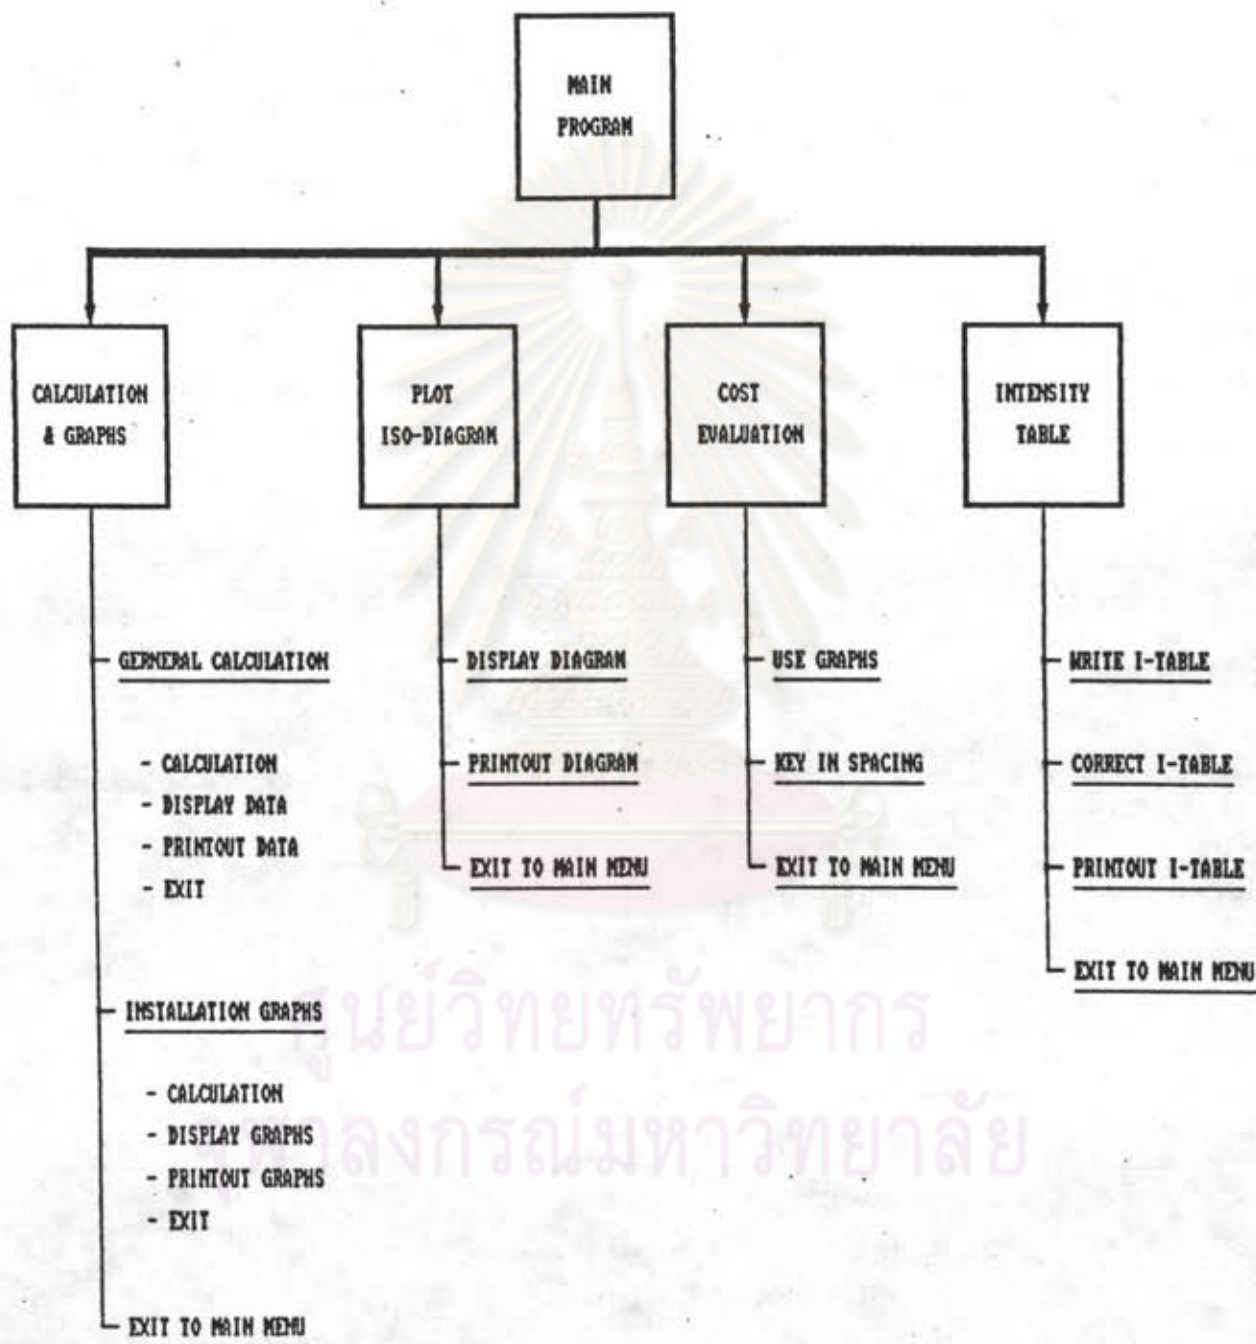 MAIN
PROGRAM
CALCULATION
& GRAPHS
PLOT
ISO-DIAGRAM
COST
EVALUATION
INTENSITY
TABLE
GERNERAL CALCULATION
- CALCULATION
- DISPLAY DATA
- PRINTOUT DATA
- EXIT
INSTALLATION GRAPHS
- CALCULATION
- DISPLAY GRAPHS
- PRINTOUT GRAPHS
- EXIT
EXIT TO MAIN MENU
DISPLAY DIAGRAM
PRINTOUT DIAGRAM
EXIT TO MAIN MENU
USE GRAPHS
KEY IN SPACING
EXIT TO MAIN MENU
WRITE I-TABLE
CORRECT I-TABLE
PRINTOUT I-TABLE
EXIT TO MAIN MENU
ศูนย์วิทยทรัพยากร
จุฬาลงกรณ์มหาวิทยาลัย